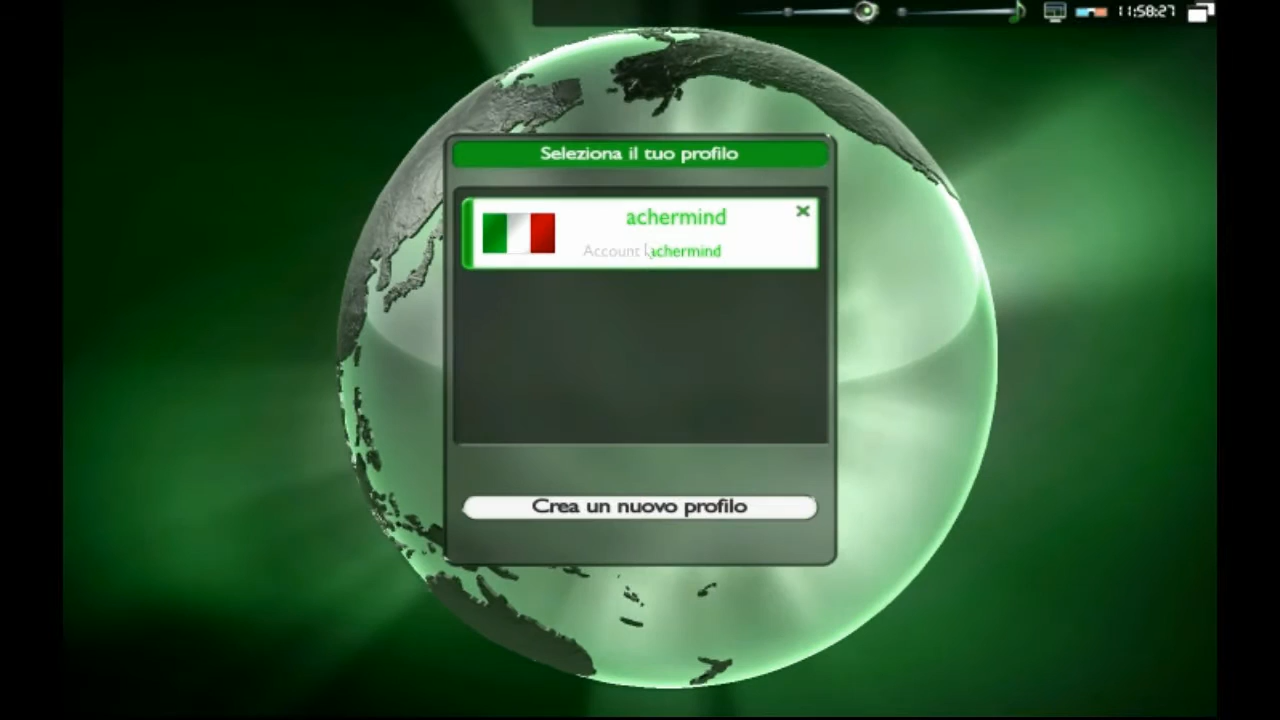 11:58:27
Seleziona il tuo profilo
achermind
Account achermind
Crea un nuovo profilo